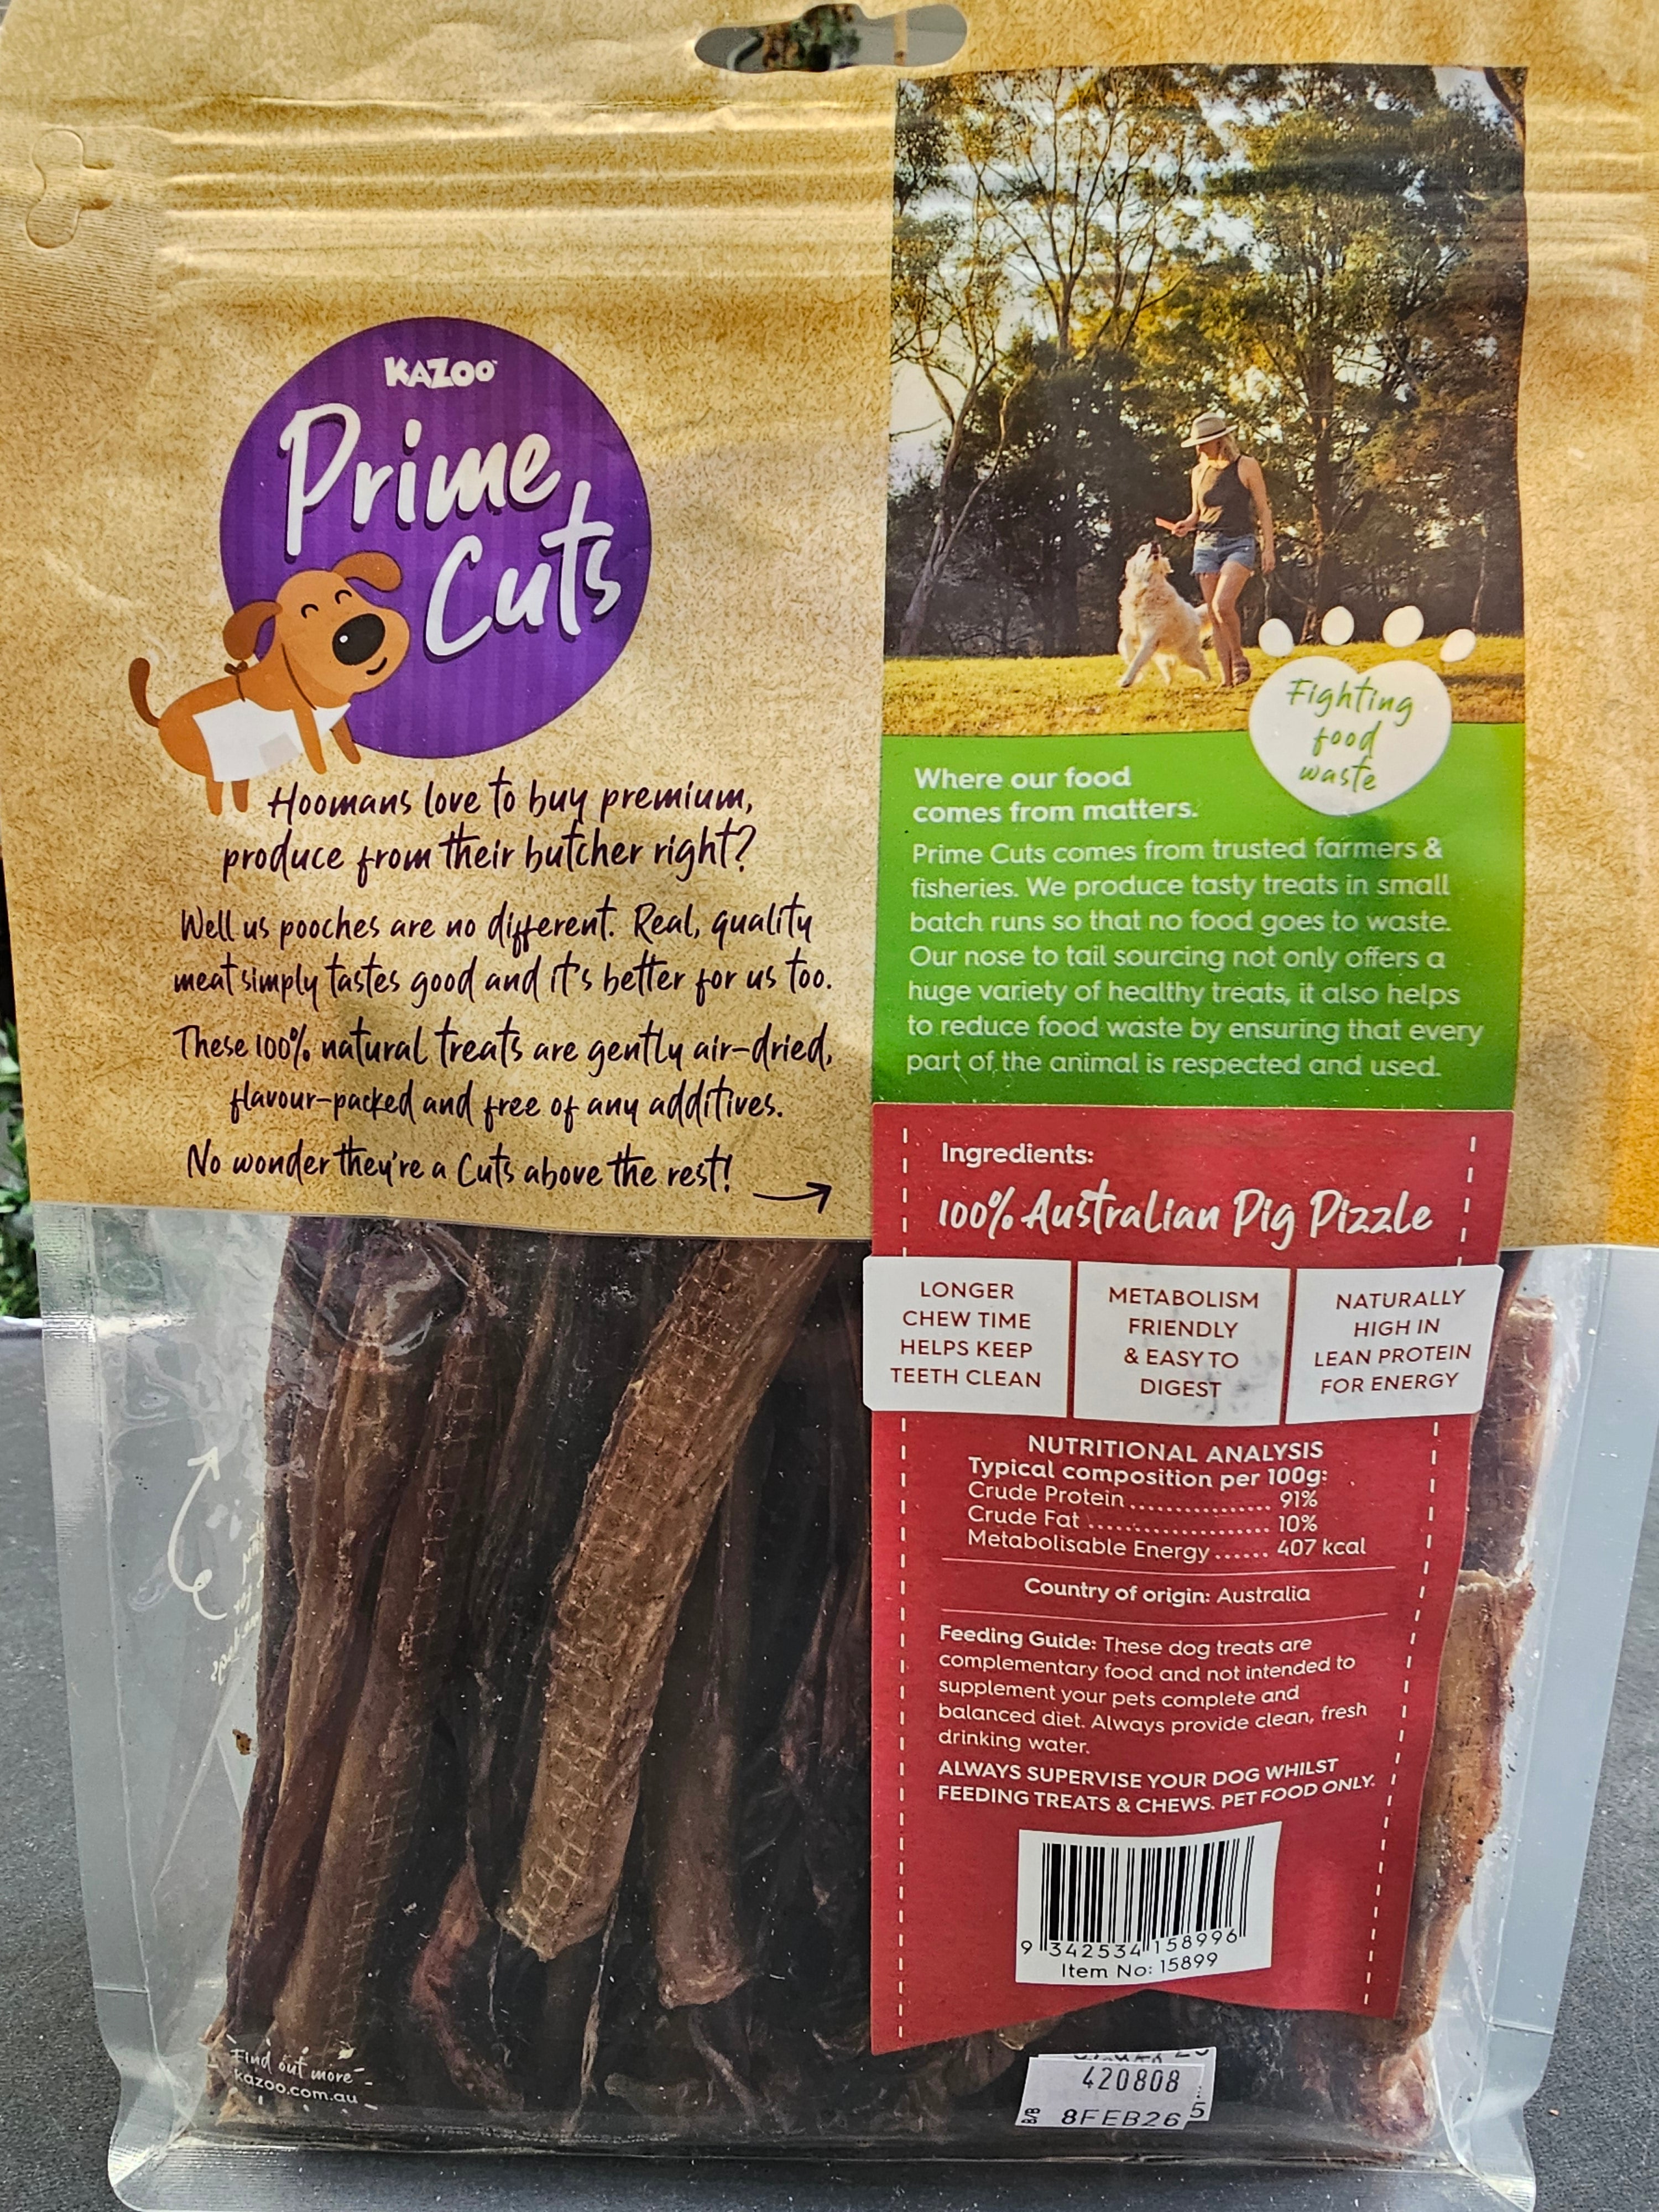 KAZOO™
Prime
Cuts
Hoomans love to buy premium,
produce from their butcher right?
Well us pooches are no different. Real, quality
meat simply tastes good and it's better for us too.
These 100% natural treats are gently air-dried,
flavour-packed and free of any additives.
No wonder they're a Cuts above the rest!
Fighting
food
waste
Where our food
comes from matters.
Prime Cuts comes from trusted farmers &
fisheries. We produce tasty treats in small
batch runs so that no food goes to waste.
Our nose to tail sourcing not only offers a
huge variety of healthy treats, it also helps
to reduce food waste by ensuring that every
part of the animal is respected and used.
Ingredients:
100% Australian Pig Pizzle
LONGER
CHEW TIME
HELPS KEEP
TEETH CLEAN
METABOLISM
FRIENDLY
& EASY TO
DIGEST
NATURALLY
HIGH IN
LEAN PROTEIN
FOR ENERGY
NUTRITIONAL ANALYSIS
Typical composition per 100g:
Crude Protein ................ 91%
Crude Fat ..................... 10%
Metabolisable Energy ...... 407 kcal
Country of origin: Australia
Feeding Guide: These dog treats are
complementary food and not intended to
supplement your pets complete and
balanced diet. Always provide clean, fresh
drinking water.
ALWAYS SUPERVISE YOUR DOG WHILST
FEEDING TREATS & CHEWS. PET FOOD ONLY.
9 342534 158996
Item No: 15899
Find out more
kazoo.com.au
420808
B/B 8FEB26 5